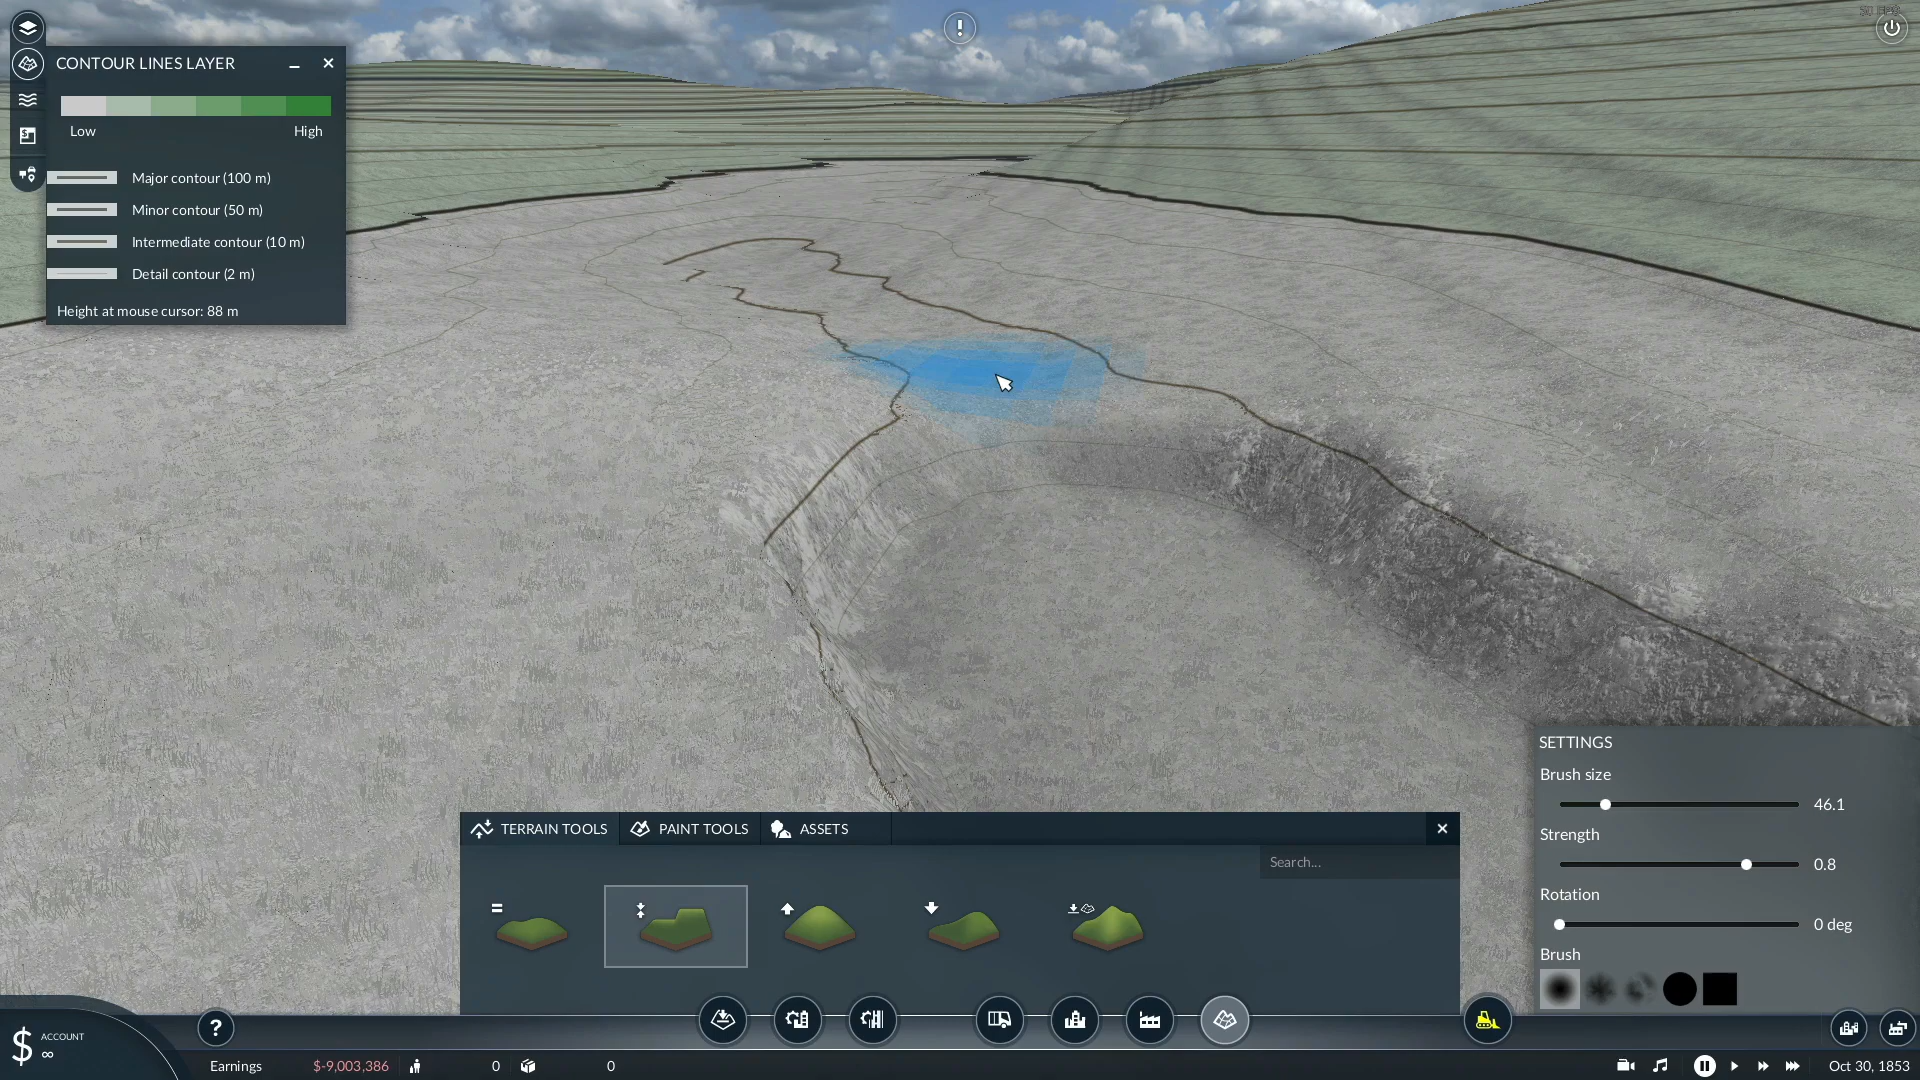 CONTOUR LINES LAYER
Low
High
Major contour (100 m)
Minor contour (50 m)
Intermediate contour (10 m)
Detail contour (2 m)
Height at mouse cursor: 88 m
SETTINGS
Brush size
46.1
Strength
0.8
Rotation
0 deg
Brush
TERRAIN TOOLS
PAINT TOOLS
ASSETS
Search...
?
$
ACCOUNT
∞
Earnings
$-9,003,386
0
0
Oct 30, 1853